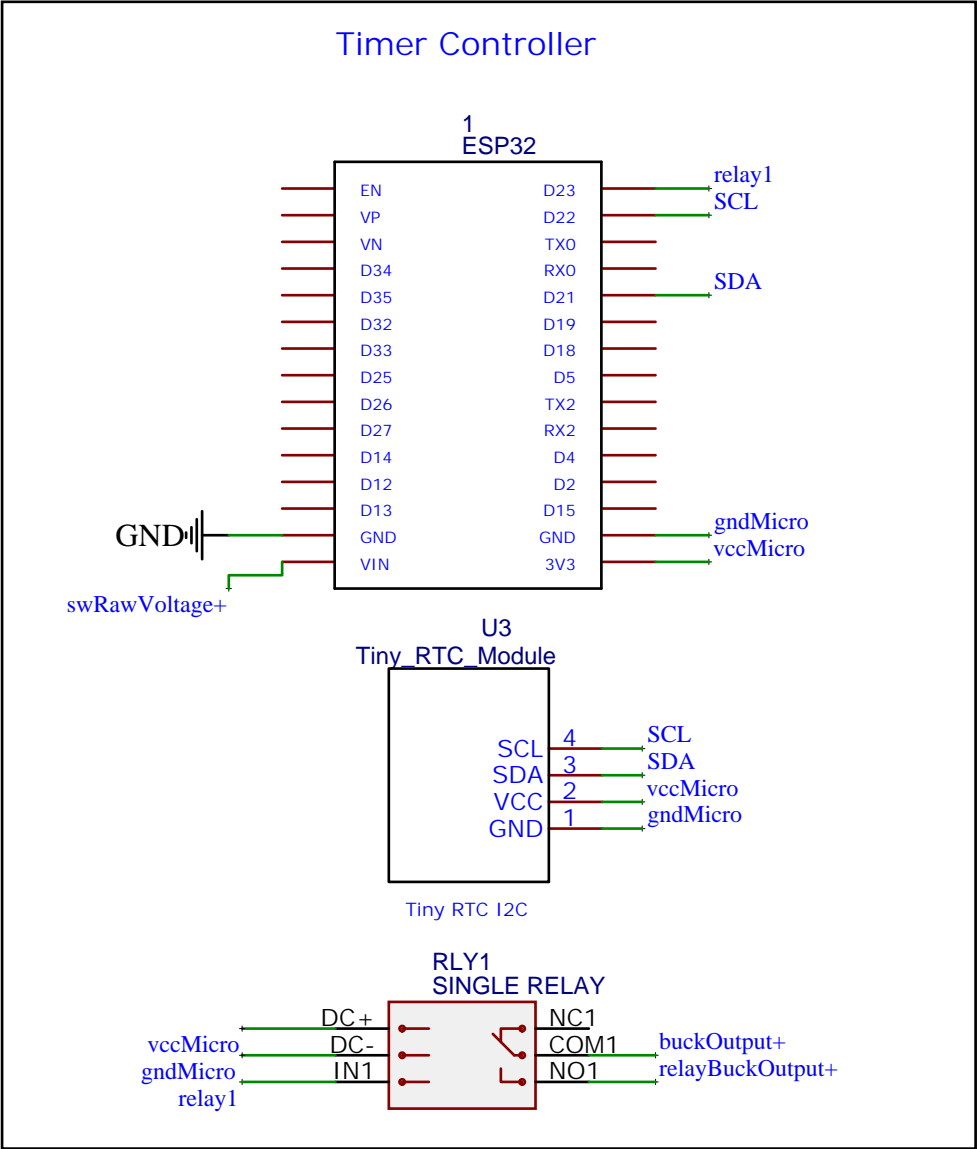 Timer Controller
1
ESP32
EN D23 relay1
VP D22 SCL
VN TX0
D34 RX0
D35 D21 SDA
D32 D19
D33 D18
D25 D5
D26 TX2
D27 RX2
D14 D4
D12 D2
D13 D15
GND GND GND gndMicro
VIN 3V3 vccMicro
swRawVoltage+
U3
Tiny_RTC_Module
SCL 4 SCL
SDA 3 SDA
VCC 2 vccMicro
GND 1 gndMicro
Tiny RTC I2C
RLY1
SINGLE RELAY
DC+ NC1
vccMicro DC- COM1 buckOutput+
gndMicro IN1 NO1 relayBuckOutput+
relay1